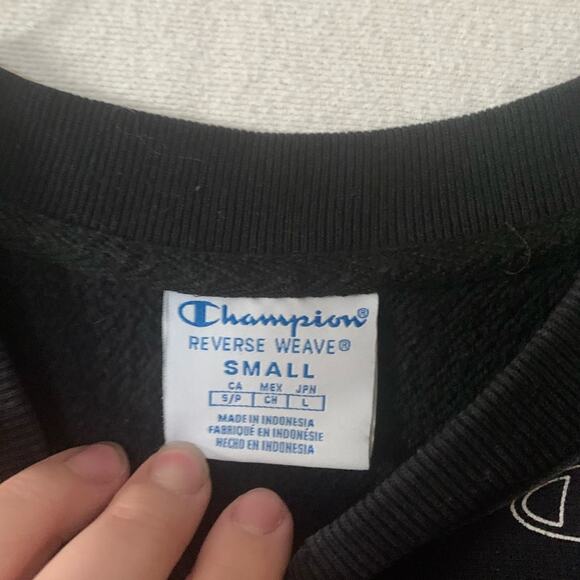 Champion®
REVERSE WEAVE®
SMALL
CA MEX JPN
S/P CH L
MADE IN INDONESIA
FABRIQUÉ EN INDONÉSIE
HECHO EN INDONESIA